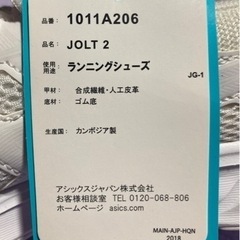 品番： 1011A206
品名： JOLT 2
使用用途： ランニングシューズ
JG-1
甲材： 合成繊維・人工皮革
底材： ゴム底
生産国： カンボジア製
アシックスジャパン株式会社
お客様相談室 TEL 0120-068-806
ホームページ asics.com
MAIN-AJP-HQN
2018